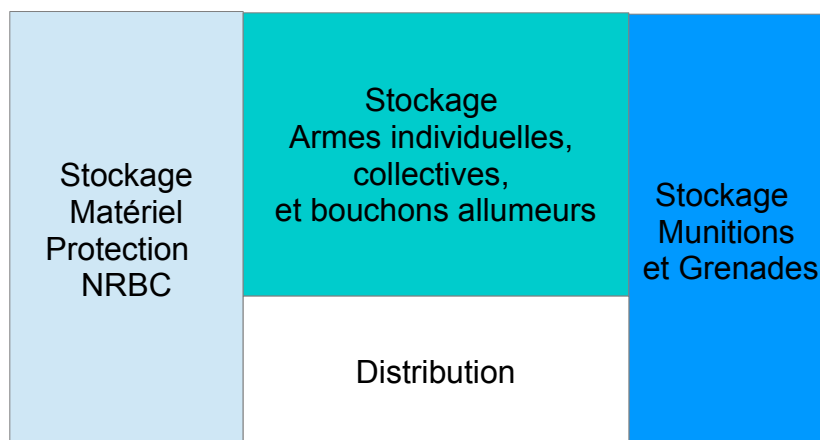 Stockage
Matériel
Protection
NRBC
Stockage
Armes individuelles,
collectives,
et bouchons allumeurs
Distribution
Stockage
Munitions
et Grenades